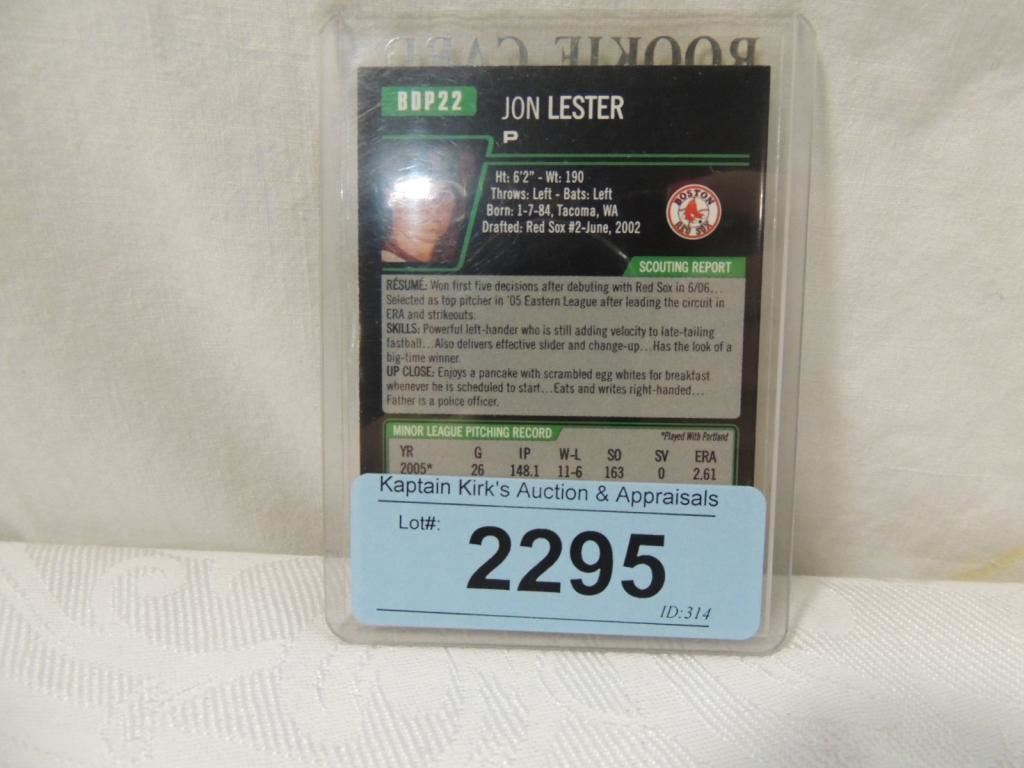 ROOKIE CARD
BDP22 JON LESTER
P
Ht: 6'2" - Wt: 190
Throws: Left - Bats: Left
Born: 1-7-84, Tacoma, WA
Drafted: Red Sox #2-June, 2002
BOSTON
RED SOX
SCOUTING REPORT
RÉSUMÉ: Won first five decisions after debuting with Red Sox in 6/06...
Selected as top pitcher in '05 Eastern League after leading the circuit in
ERA and strikeouts.
SKILLS: Powerful left-hander who is still adding velocity to late-tailing
fastball...Also delivers effective slider and change-up...Has the look of a
big-time winner.
UP CLOSE: Enjoys a pancake with scrambled egg whites for breakfast
whenever he is scheduled to start...Eats and writes right-handed...
Father is a police officer.
MINOR LEAGUE PITCHING RECORD *Played With Portland
YR G IP W-L SO SV ERA
2005* 26 148.1 11-6 163 0 2.61
Kaptain Kirk's Auction & Appraisals
Lot#: 2295
ID:314